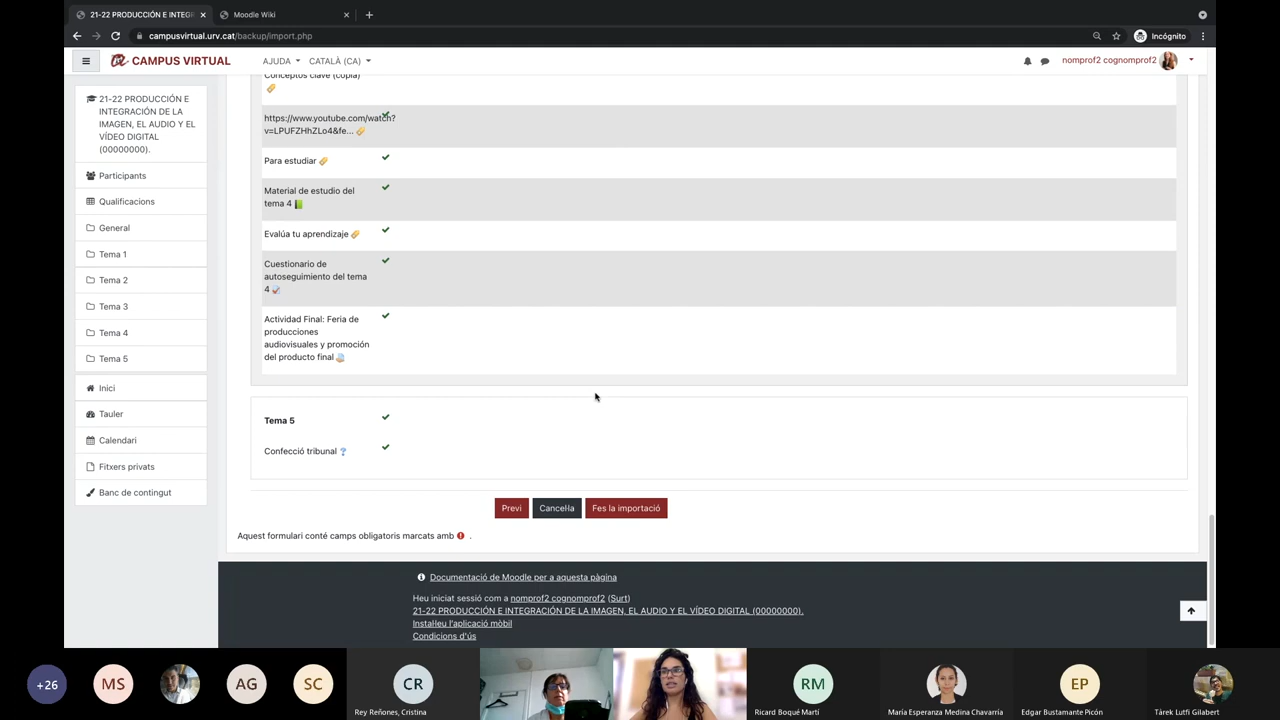 21-22 PRODUCCIÓN E INTEGR
Moodle Wiki
campusvirtual.urv.cat/backup/import.php
Incógnito
CAMPUS VIRTUAL
AJUDA
CATALÀ (CA)
nomprof2 cognomprof2
21-22 PRODUCCIÓN E
INTEGRACIÓN DE LA
IMAGEN, EL AUDIO Y EL
VÍDEO DIGITAL
(00000000).
Participants
Qualificacions
General
Tema 1
Tema 2
Tema 3
Tema 4
Tema 5
Inici
Tauler
Calendari
Fitxers privats
Banc de contingut
Conceptos clave (copia)
https://www.youtube.com/watch?
v=LPUFZHhZLo4&fe...
Para estudiar
Material de estudio del
tema 4
Evalúa tu aprendizaje
Cuestionario de
autoseguimiento del tema
4
Actividad Final: Feria de
producciones
audiovisuales y promoción
del producto final
Tema 5
Confecció tribunal
Previ
Cancel·la
Fes la importació
Aquest formulari conté camps obligatoris marcats amb .
Documentació de Moodle per a aquesta pàgina
Heu iniciat sessió com a nomprof2 cognomprof2 (Surt)
21-22 PRODUCCIÓN E INTEGRACIÓN DE LA IMAGEN, EL AUDIO Y EL VÍDEO DIGITAL (00000000).
Instal·leu l'aplicació mòbil
Condicions d'ús
+26
MS
AG
SC
CR
Rey Reñones, Cristina
RM
Ricard Boqué Martí
María Esperanza Medina Chavarría
EP
Edgar Bustamante Picón
Tárek Lutfi Gilabert